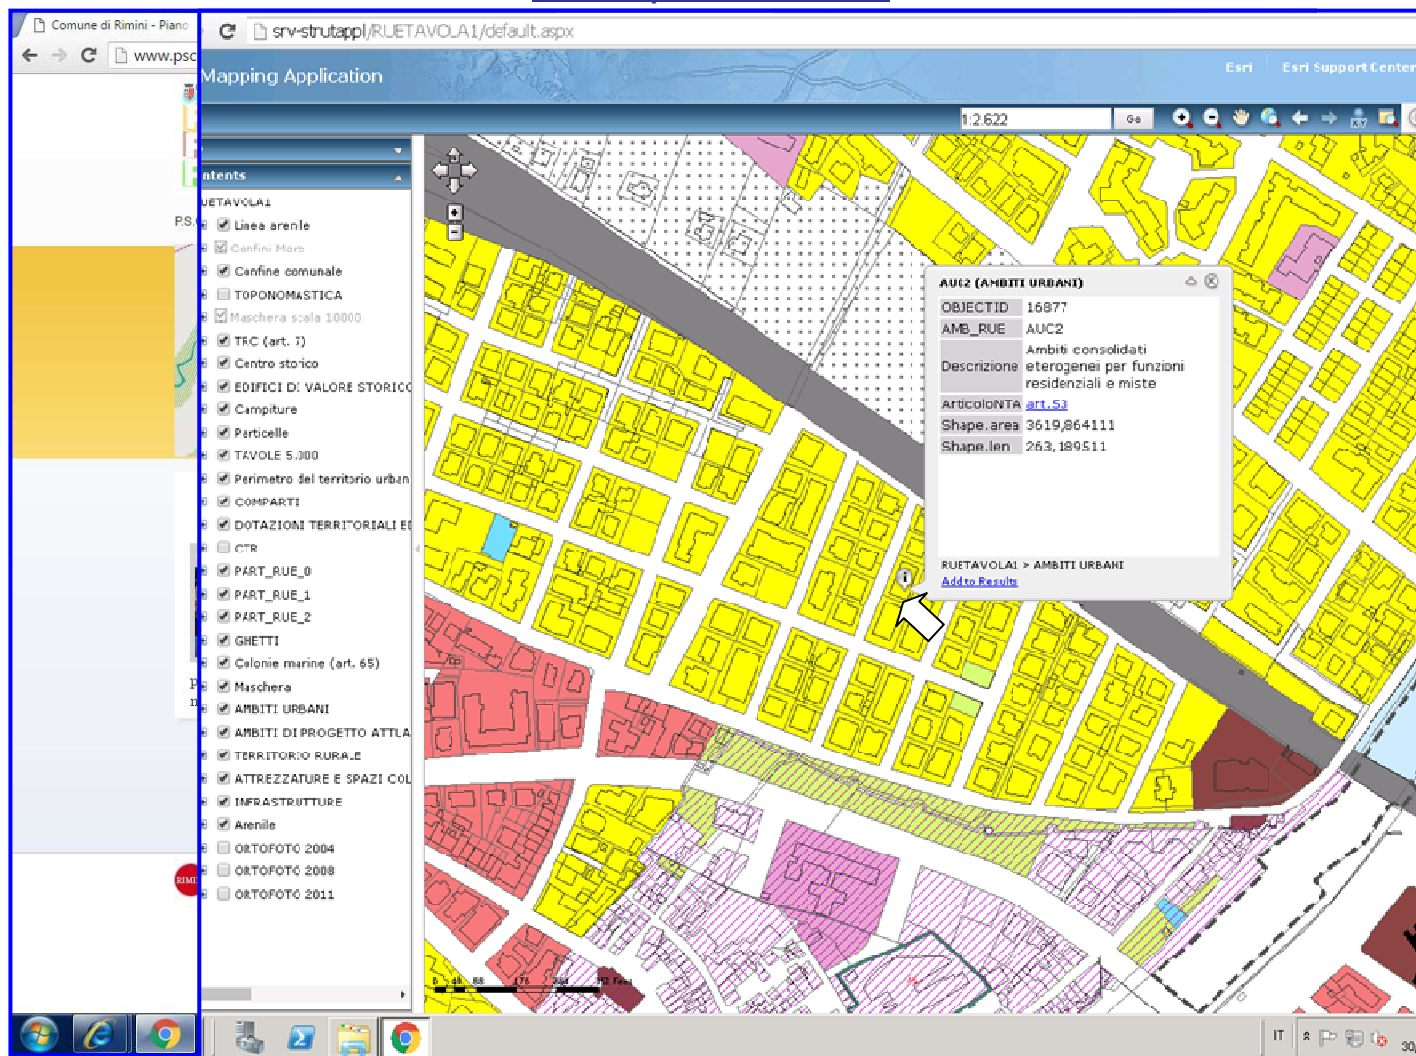 Comune di Rimini - Piano
www.psc
srv-strutappl/RUETAVOLA1/default.aspx
Mapping Application
Esri
Esri Support Center
1:2.622
Go
ntents
UETAVOLA1
P.S.
Linea arenile
Confini Mare
Confine comunale
TOPONOMASTICA
Maschera scala 10000
TRC (art. 7)
Centro storico
EDIFICI DI VALORE STORICO
Campiture
Particelle
TAVOLE 5.000
Perimetro del territorio urban
COMPARTI
DOTAZIONI TERRITORIALI ED
CTR
PART_RUE_0
PART_RUE_1
PART_RUE_2
GHETTI
Colonie marine (art. 65)
Maschera
AMBITI URBANI
AMBITI DI PROGETTO ATTUA
TERRITORIO RURALE
ATTREZZATURE E SPAZI COL
INFRASTRUTTURE
Arenile
ORTOFOTO 2004
ORTOFOTO 2008
ORTOFOTO 2011
RIMI
AUC2 (AMBITI URBANI)
OBJECTID 16877
AMB_RUE AUC2
Descrizione Ambiti consolidati
eterogenei per funzioni
residenziali e miste
ArticoloNTA art.53
Shape.area 3619,864111
Shape.len 263,189511
RUETAVOLA1 > AMBITI URBANI
Add to Results
0 88 176
IT
30/